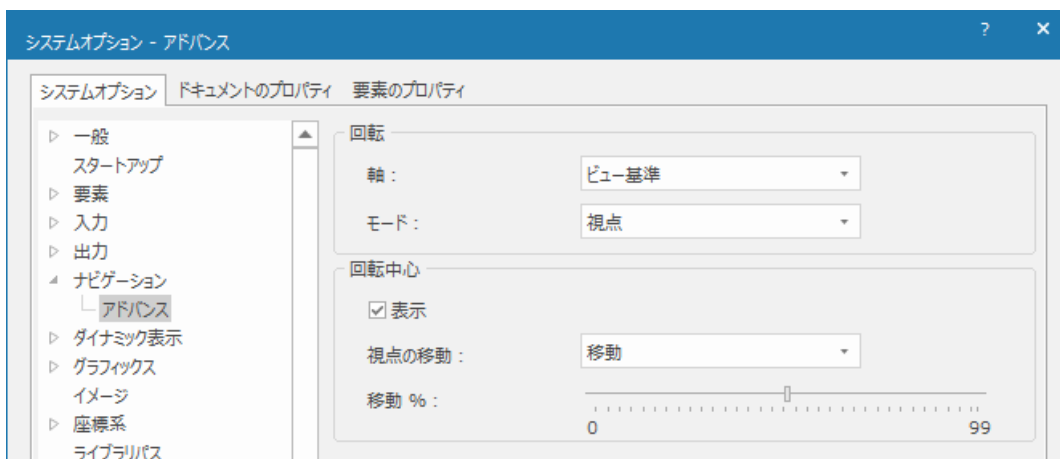 システムオプション - アドバンス
? ×
システムオプション ドキュメントのプロパティ 要素のプロパティ
一般
スタートアップ
要素
入力
出力
ナビゲーション
アドバンス
ダイナミック表示
グラフィックス
イメージ
座標系
ライブラリパス
回転
軸 : ビュー基準
モード : 視点
回転中心
表示
視点の移動 : 移動
移動 % :
0 99